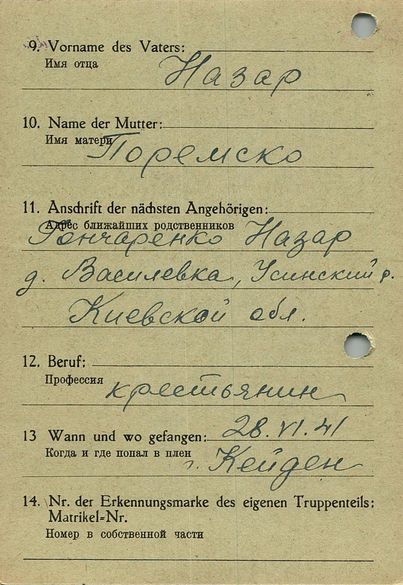 9. Vorname des Vaters:
Имя отца
Назар
10. Name der Mutter:
Имя матери
Поремско
11. Anschrift der nächsten Angehörigen:
Адрес ближайших родственников
Гончаренко Назар
д. Василевка, Усинский р.
Киевской обл.
12. Beruf:
Профессия
крестьянин
13 Wann und wo gefangen: 28.VI.41
Когда и где попал в плен г. Кейден
14. Nr. der Erkennungsmarke des eigenen Truppenteils:
Matrikel=Nr.
Номер в собственной части